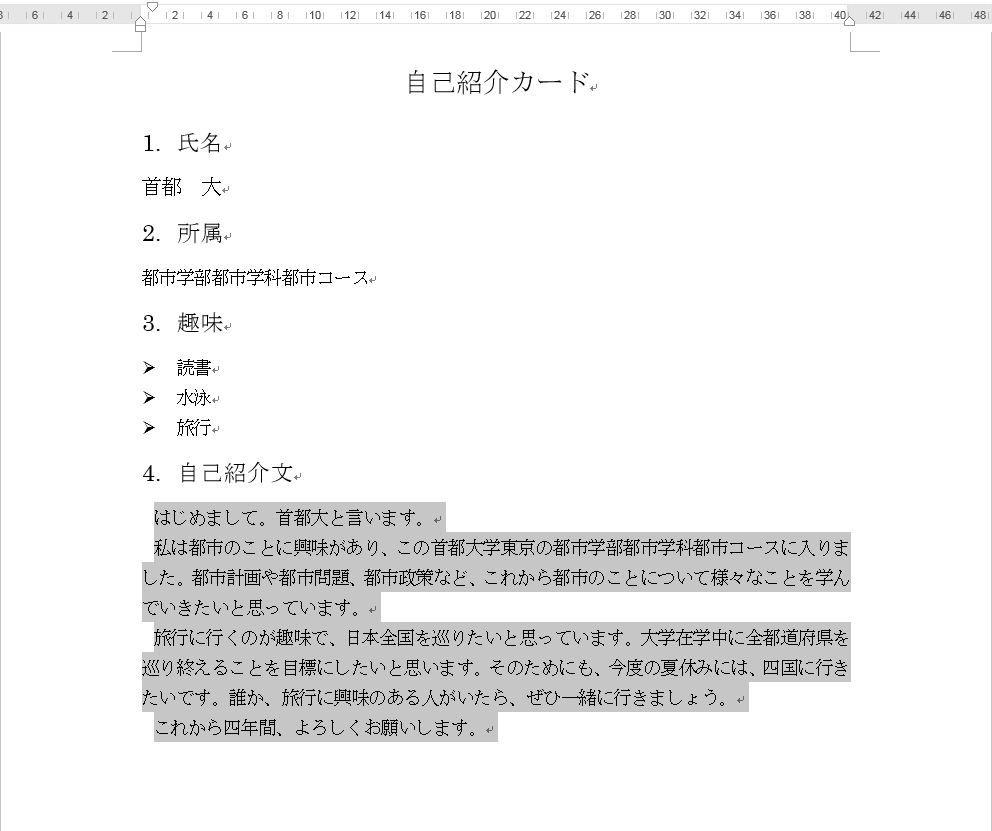 8 6 4 2 2 4 6 8 10 12 14 16 18 20 22 24 26 28 30 32 34 36 38 40 42 44 46 48
自己紹介カード
1. 氏名
首都　大
2. 所属
都市学部都市学科都市コース
3. 趣味
➢ 読書
➢ 水泳
➢ 旅行
4. 自己紹介文
はじめまして。首都大と言います。
私は都市のことに興味があり、この首都大学東京の都市学部都市学科都市コースに入りま
した。都市計画や都市問題、都市政策など、これから都市のことについて様々なことを学ん
でいきたいと思っています。
旅行に行くのが趣味で、日本全国を巡りたいと思っています。大学在学中に全都道府県を
巡り終えることを目標にしたいと思います。そのためにも、今度の夏休みには、四国に行き
たいです。誰か、旅行に興味のある人がいたら、ぜひ一緒に行きましょう。
これから四年間、よろしくお願いします。